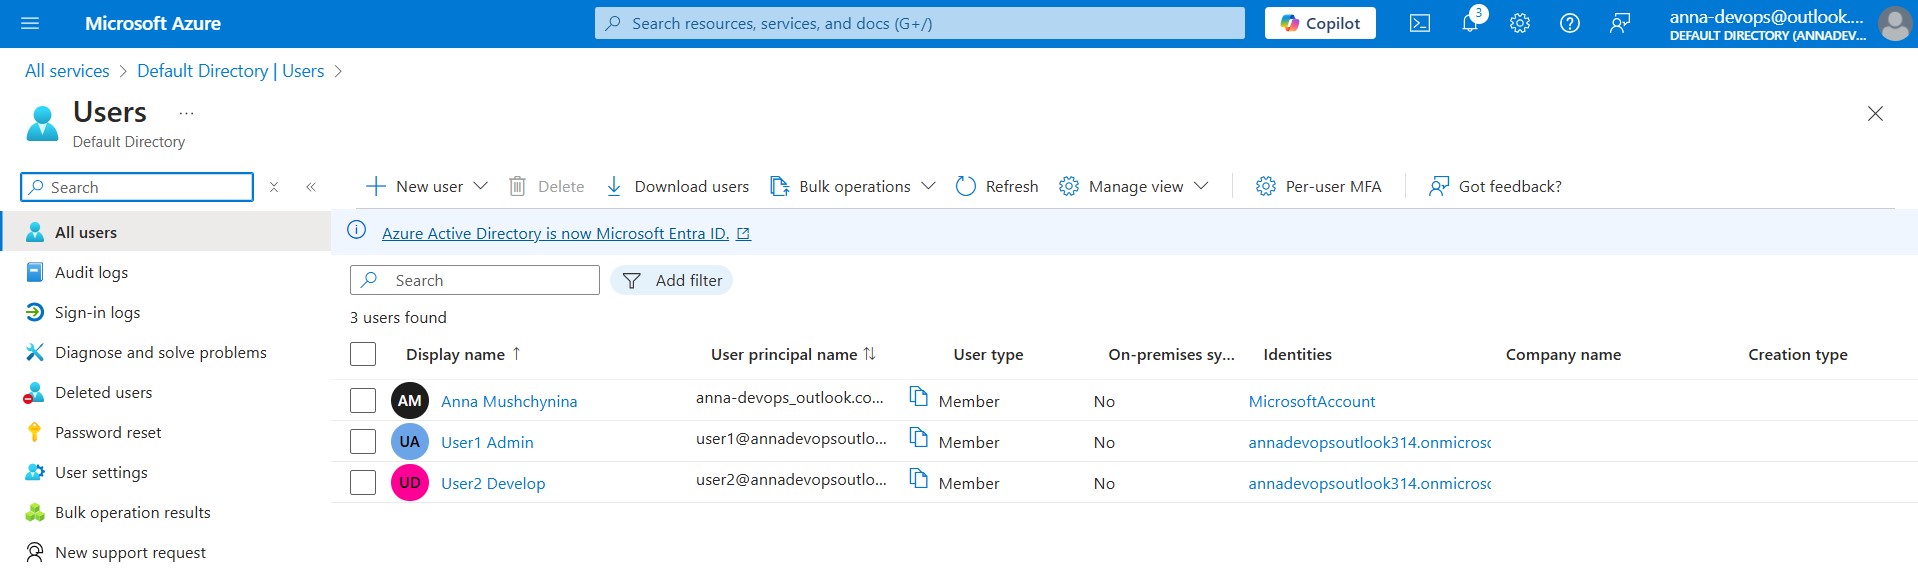 Microsoft Azure
Search resources, services, and docs (G+/)
Copilot
3
anna-devops@outlook....
DEFAULT DIRECTORY (ANNADEV...
All services > Default Directory | Users >
Users ...
Default Directory
Search
New user
Delete
Download users
Bulk operations
Refresh
Manage view
Per-user MFA
Got feedback?
All users
Audit logs
Sign-in logs
Diagnose and solve problems
Deleted users
Password reset
User settings
Bulk operation results
New support request
Azure Active Directory is now Microsoft Entra ID.
Search
Add filter
3 users found
Display name ↑ User principal name ↑↓ User type On-premises sy... Identities Company name Creation type
AM Anna Mushchynina anna-devops_outlook.co... Member No MicrosoftAccount
UA User1 Admin user1@annadevopsoutlo... Member No annadevopsoutlook314.onmicrosc
UD User2 Develop user2@annadevopsoutlo... Member No annadevopsoutlook314.onmicrosc